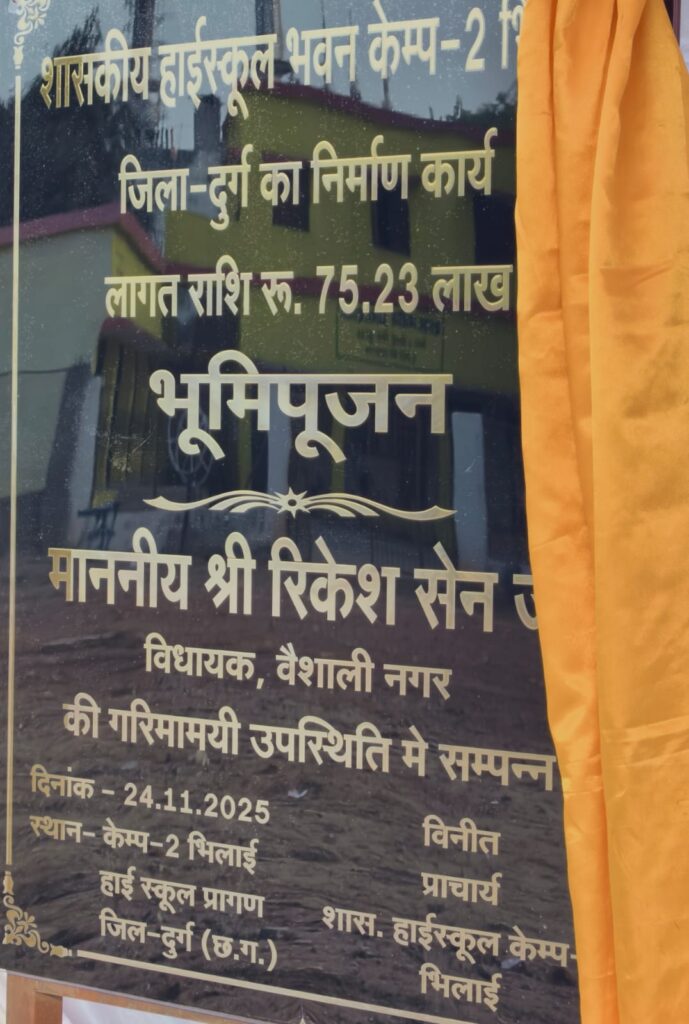 शासकीय हाईस्कूल भवन केम्प-2
जिला-दुर्ग का निर्माण कार्य
लागत राशि रू. 75.23 लाख
भूमिपूजन
माननीय श्री रिकेश सेन
विधायक, वैशाली नगर
की गरिमामयी उपस्थिति मे सम्पन्न
दिनांक - 24.11.2025
स्थान- केम्प-2 भिलाई
हाई स्कूल प्रागण
जिल-दुर्ग (छ.ग.)
विनीत
प्राचार्य
शास. हाईस्कूल केम्प-
भिलाई